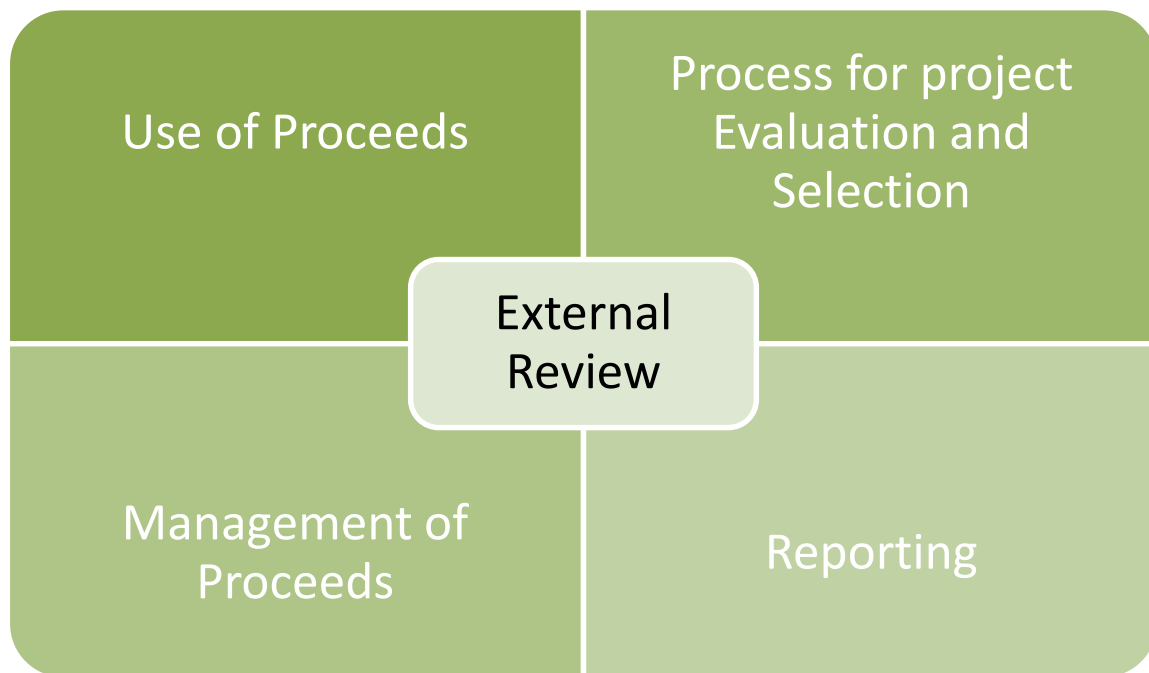 Use of Proceeds
Process for project
Evaluation and
Selection
External
Review
Management of
Proceeds
Reporting